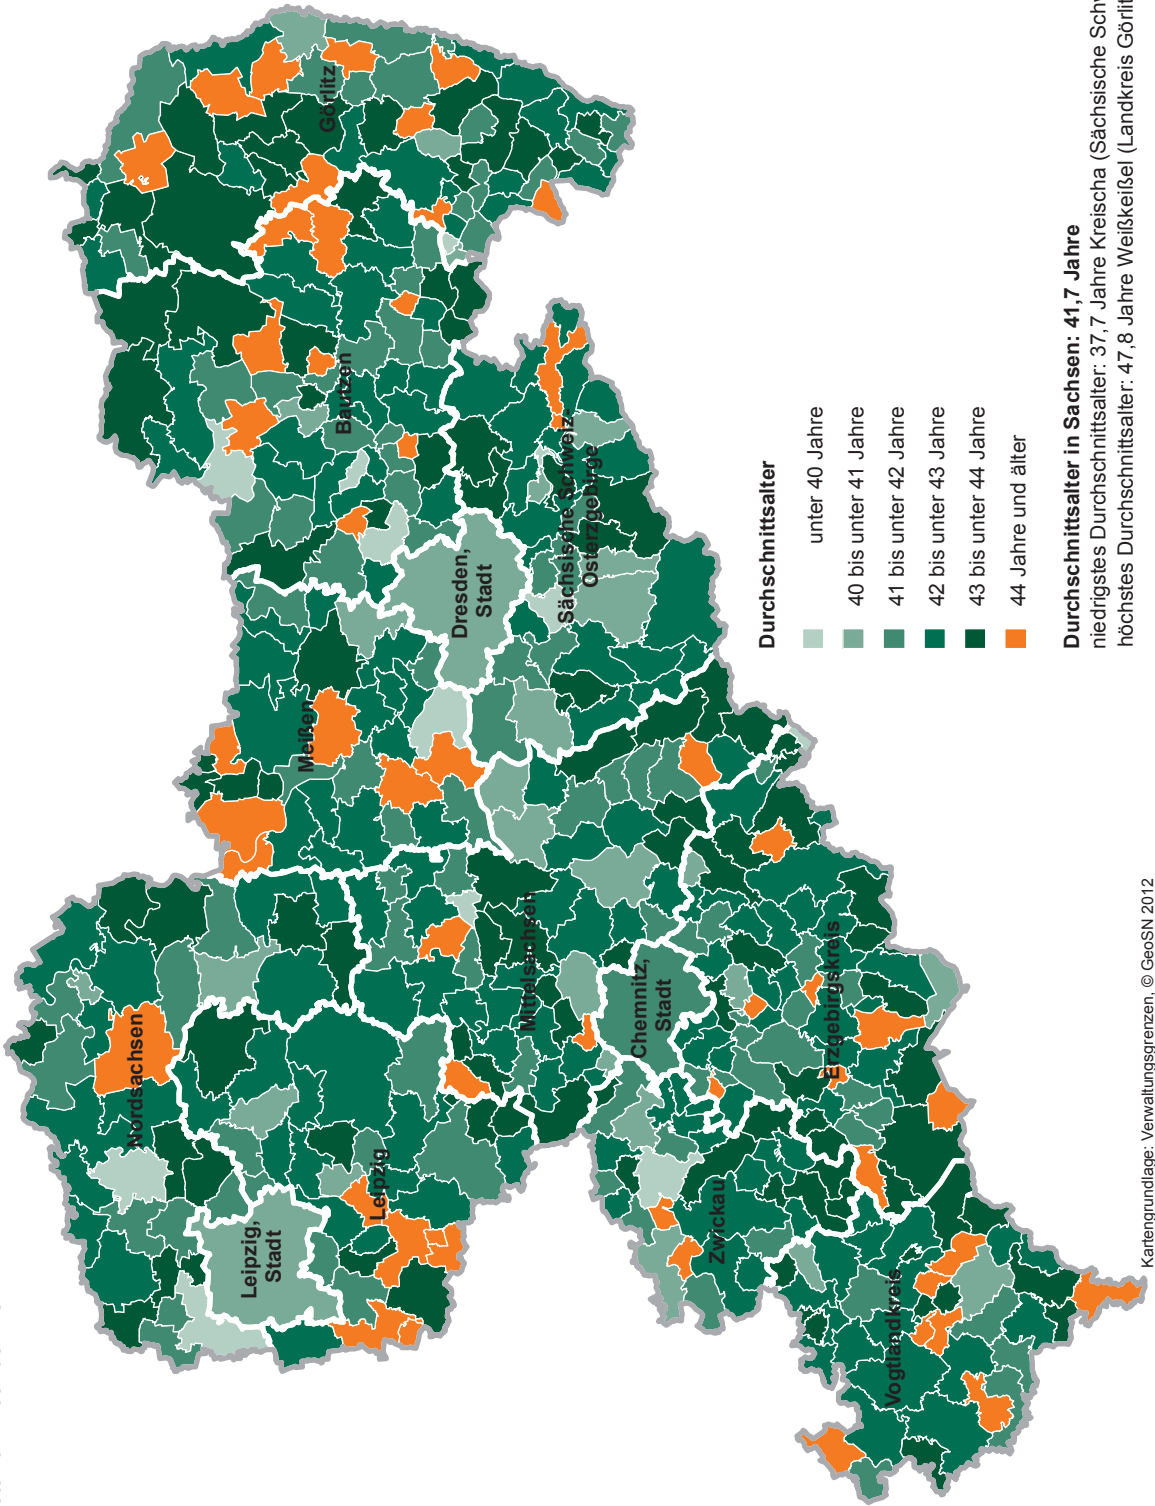 Görlitz
Bautzen
Meißen
Nordsachsen
Dresden,
Stadt
Sächsische Schweiz-
Osterzgebirge
Leipzig,
Stadt
Leipzig
Mittelsachsen
Chemnitz,
Stadt
Erzgebirgskreis
Zwickau
Vogtlandkreis
Durchschnittsalter
unter 40 Jahre
40 bis unter 41 Jahre
41 bis unter 42 Jahre
42 bis unter 43 Jahre
43 bis unter 44 Jahre
44 Jahre und älter
Durchschnittsalter in Sachsen: 41,7 Jahre
niedrigstes Durchschnittsalter: 37,7 Jahre Kreischa (Sächsische
höchstes Durchschnittsalter: 47,8 Jahre Weißkeißel (Landkreis
Kartengrundlage: Verwaltungsgrenzen, © GeoSN 2012